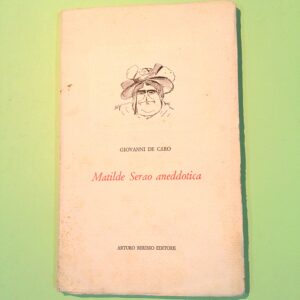 GIOVANNI DE CARO
Matilde Serao aneddotica
ARTURO BERISIO EDITORE